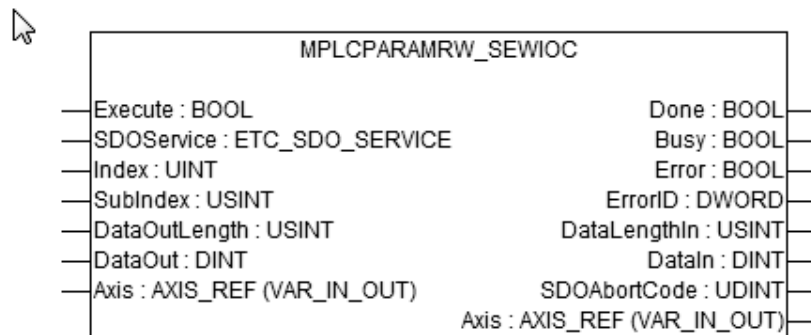 MPLCPARAMRW_SEWIOC
Execute : BOOL Done : BOOL
SDOService : ETC_SDO_SERVICE Busy : BOOL
Index : UINT Error : BOOL
SubIndex : USINT ErrorID : DWORD
DataOutLength : USINT DataLengthIn : USINT
DataOut : DINT DataIn : DINT
Axis : AXIS_REF (VAR_IN_OUT) SDOAbortCode : UDINT
Axis : AXIS_REF (VAR_IN_OUT)